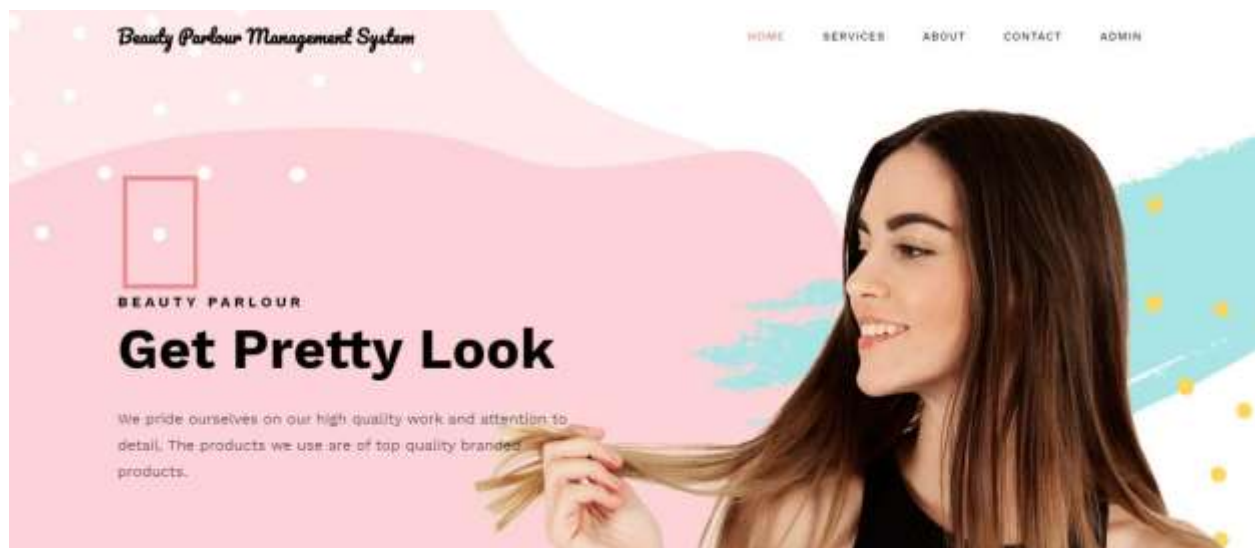 Beauty Parlour Management System
HOME SERVICES ABOUT CONTACT ADMIN
BEAUTY PARLOUR
Get Pretty Look
We pride ourselves on our high quality work and attention to
detail. The products we use are of top quality branded
products.